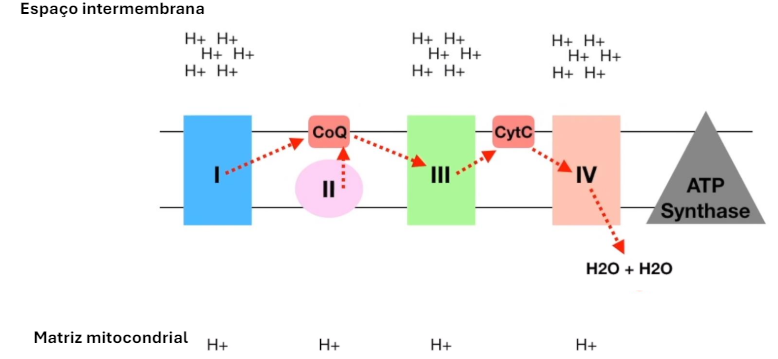 Espaço intermembrana
H+ H+ H+ H+ H+ H+
H+ H+ H+ H+ H+ H+
H+ H+ H+ H+ H+ H+
CoQ CytC
I II III IV ATP
Synthase
H2O + H2O
Matriz mitocondrial H+ H+ H+ H+